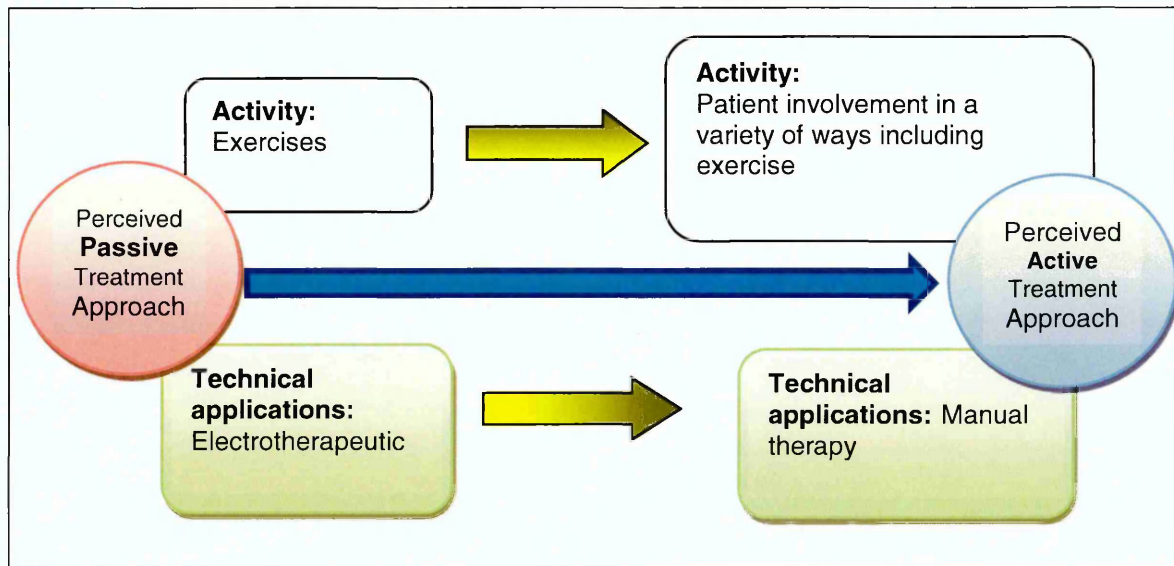 Activity:
Exercises
Activity:
Patient involvement in a
variety of ways including
exercise
Perceived
Passive
Treatment
Approach
Perceived
Active
Treatment
Approach
Technical
applications:
Electrotherapeutic
Technical
applications: Manual
therapy